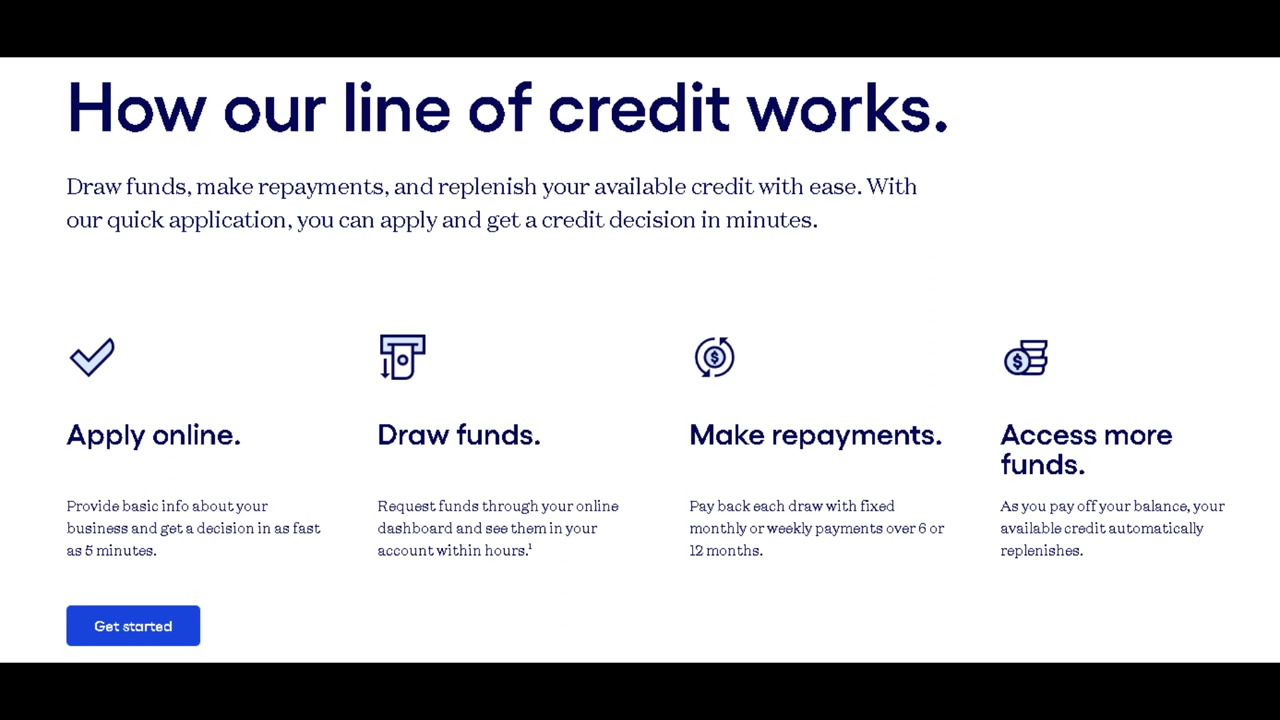 How our line of credit works.
Draw funds, make repayments, and replenish your available credit with ease. With
our quick application, you can apply and get a credit decision in minutes.
Apply online.
Provide basic info about your
business and get a decision in as fast
as 5 minutes.
Draw funds.
Request funds through your online
dashboard and see them in your
account within hours.¹
Make repayments.
Pay back each draw with fixed
monthly or weekly payments over 6 or
12 months.
Access more
funds.
As you pay off your balance, your
available credit automatically
replenishes.
Get started